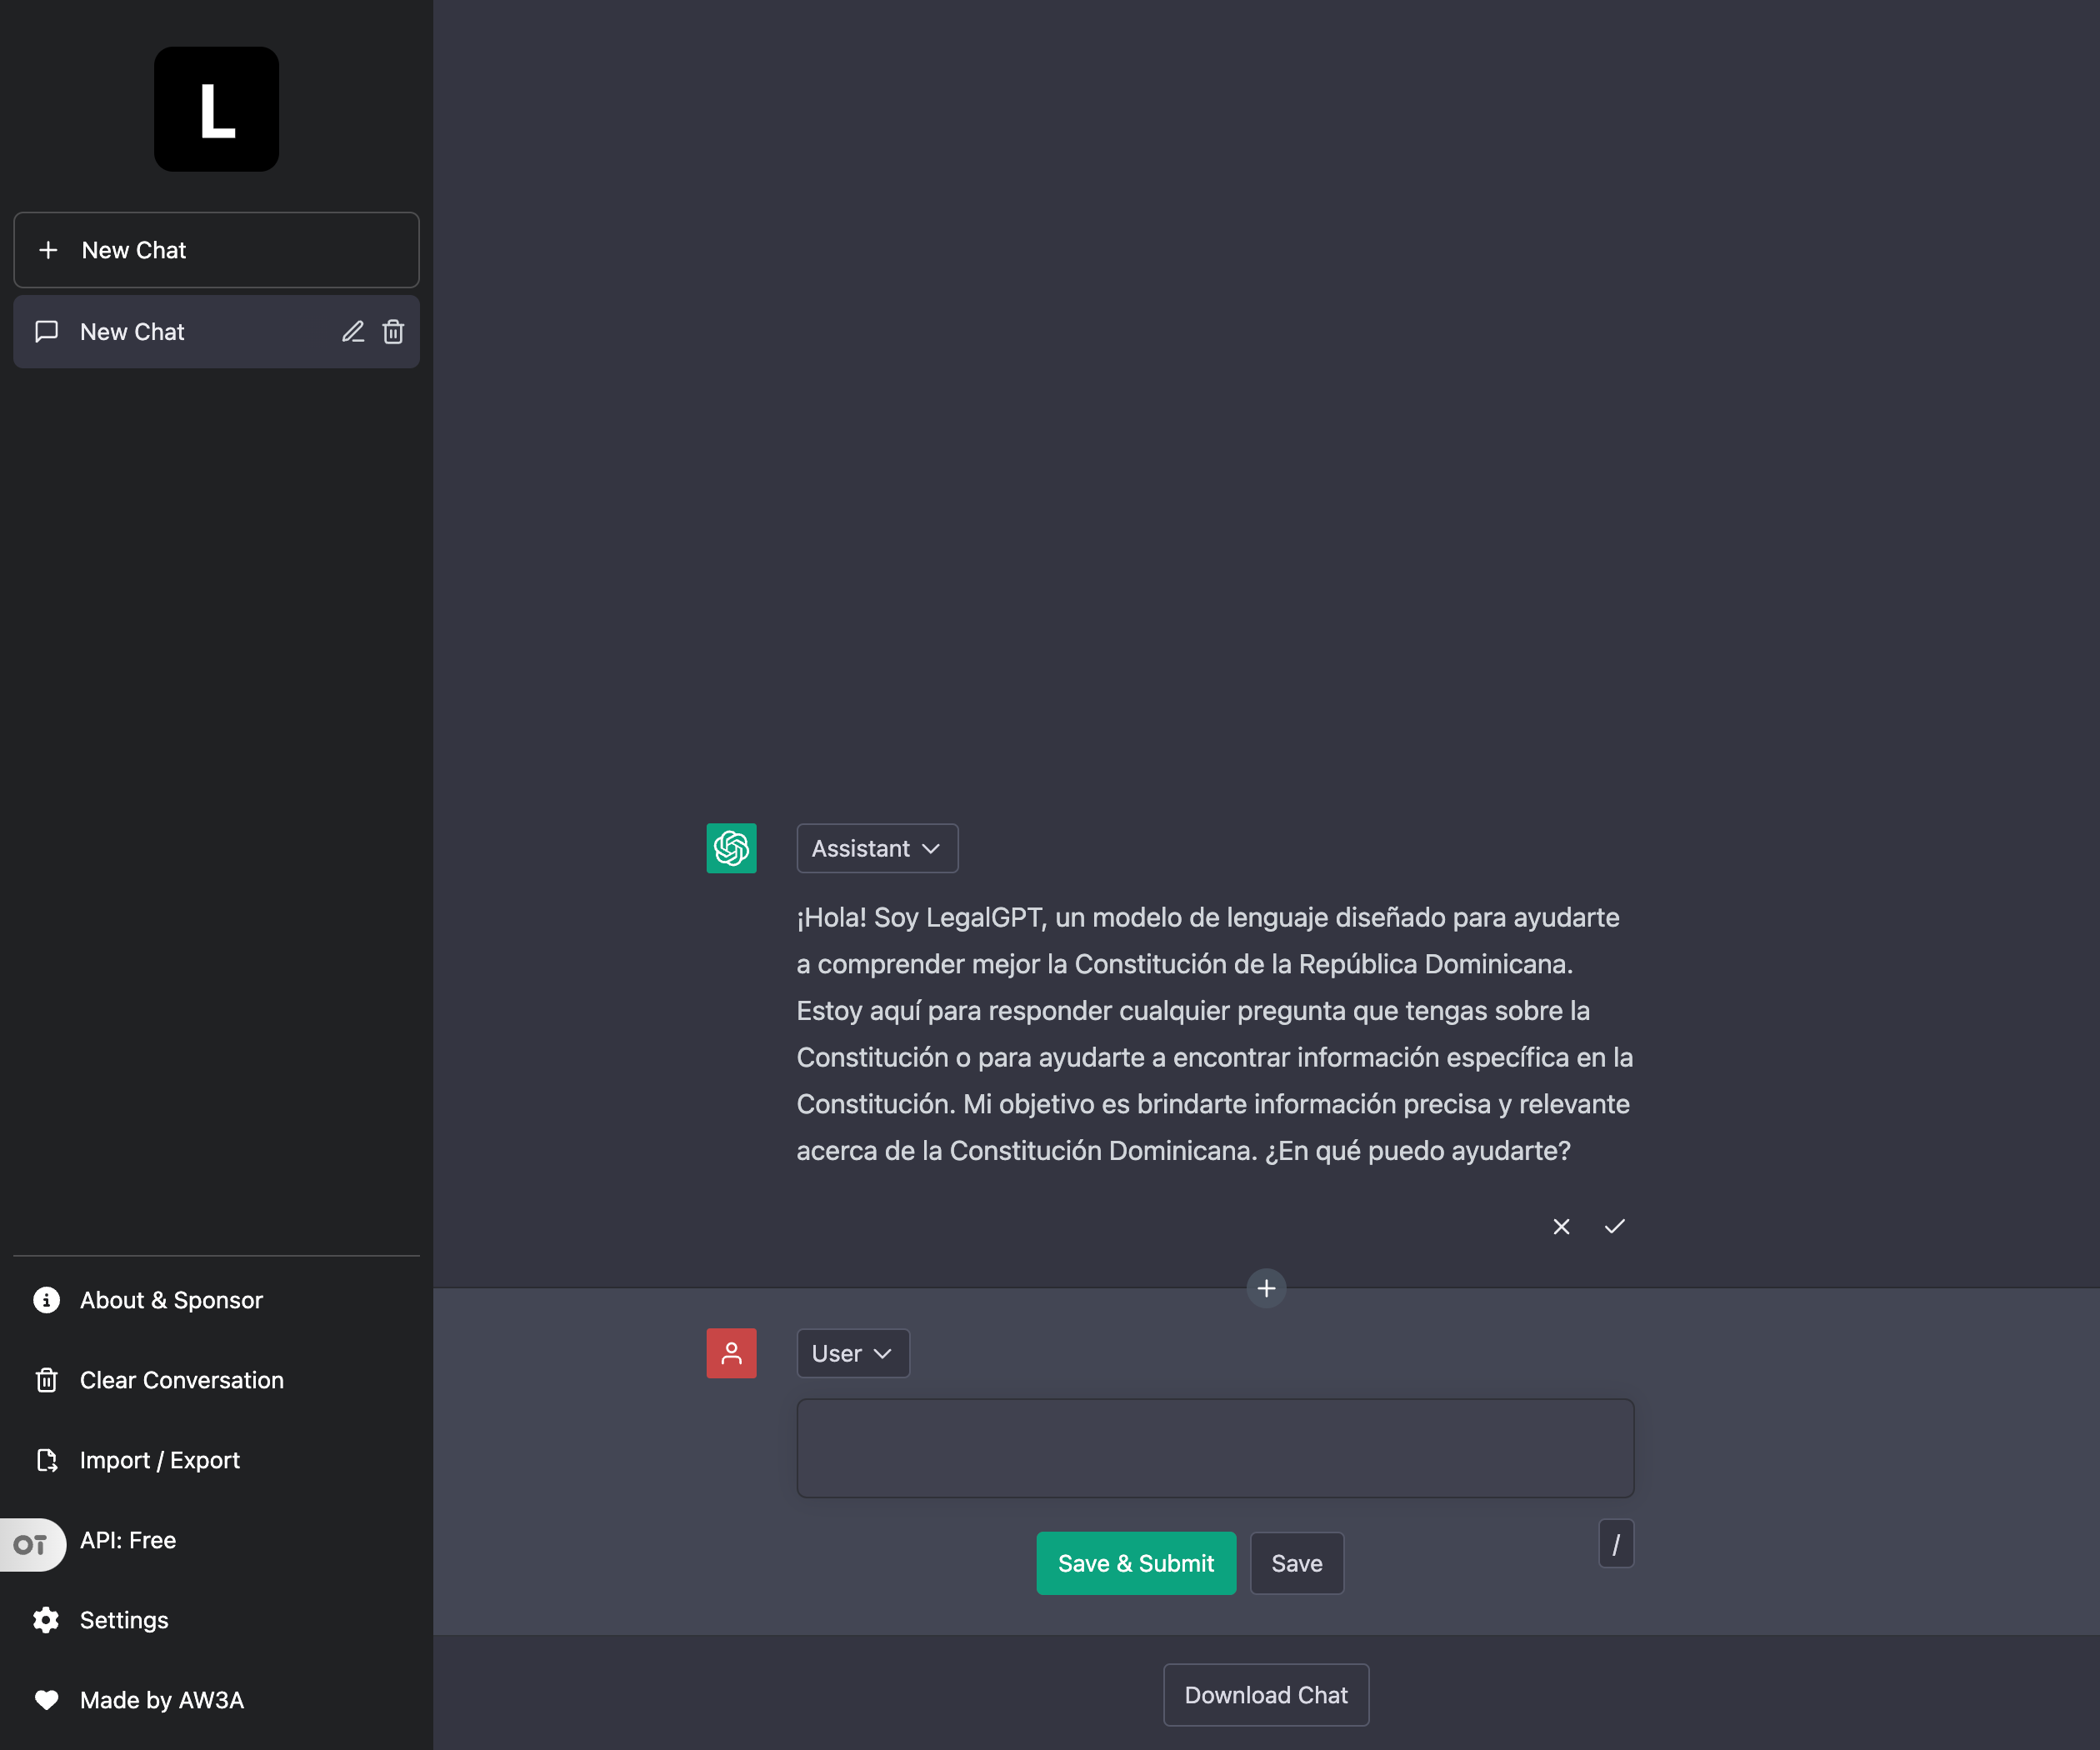 L
New Chat
New Chat
About & Sponsor
Clear Conversation
Import / Export
OT
API: Free
Settings
Made by AW3A
Assistant
¡Hola! Soy LegalGPT, un modelo de lenguaje diseñado para ayudarte
a comprender mejor la Constitución de la República Dominicana.
Estoy aquí para responder cualquier pregunta que tengas sobre la
Constitución o para ayudarte a encontrar información específica en la
Constitución. Mi objetivo es brindarte información precisa y relevante
acerca de la Constitución Dominicana. ¿En qué puedo ayudarte?
User
/
Save & Submit
Save
Download Chat